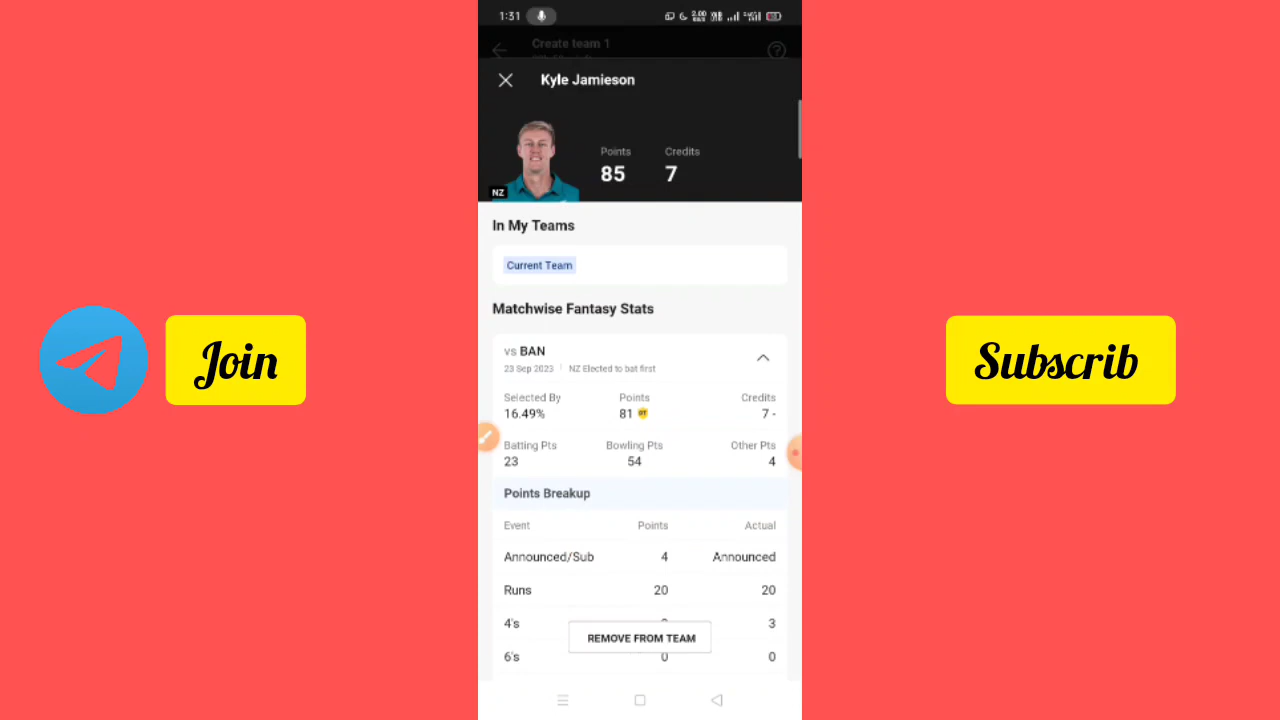 1:31
2.00
Create team 1
Kyle Jamieson
Points
Credits
85
7
NZ
In My Teams
Current Team
Matchwise Fantasy Stats
vs BAN
23 Sep 2023
NZ Elected to bat first
Selected By
Points
Credits
16.49%
81
7 -
Batting Pts
Bowling Pts
Other Pts
23
54
4
Points Breakup
Event
Points
Actual
Announced/Sub
4
Announced
Runs
20
20
4's
3
REMOVE FROM TEAM
6's
0
0
Join
Subscrib